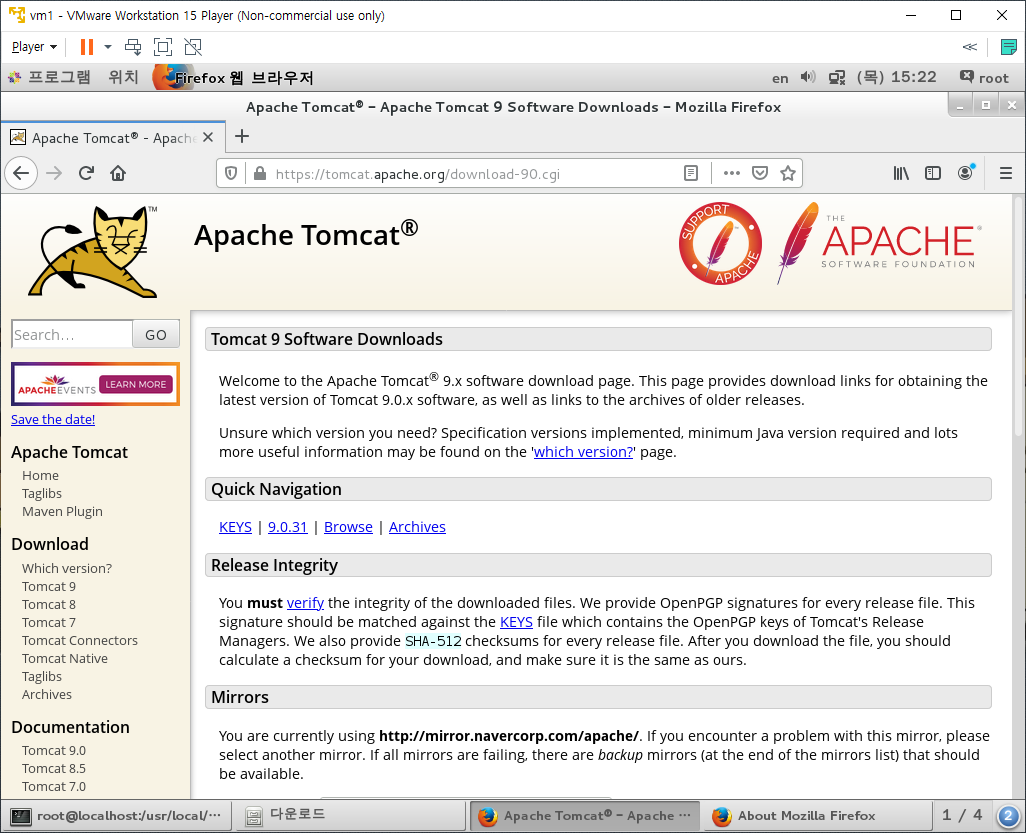 vm1 - VMware Workstation 15 Player (Non-commercial use only)
Player
프로그램 위치 Firefox 웹 브라우저 en (목) 15:22 root
Apache Tomcat® – Apache Tomcat 9 Software Downloads – Mozilla Firefox
Apache Tomcat® - Apache
https://tomcat.apache.org/download-90.cgi
TM
Apache Tomcat®
SUPPORT APACHE
THE
APACHE®
SOFTWARE FOUNDATION
Search… GO
APACHEEVENTS LEARN MORE
Save the date!
Apache Tomcat
Home
Taglibs
Maven Plugin
Download
Which version?
Tomcat 9
Tomcat 8
Tomcat 7
Tomcat Connectors
Tomcat Native
Taglibs
Archives
Documentation
Tomcat 9.0
Tomcat 8.5
Tomcat 7.0
Tomcat 9 Software Downloads
Welcome to the Apache Tomcat® 9.x software download page. This page provides download links for obtaining the
latest version of Tomcat 9.0.x software, as well as links to the archives of older releases.
Unsure which version you need? Specification versions implemented, minimum Java version required and lots
more useful information may be found on the 'which version?' page.
Quick Navigation
KEYS | 9.0.31 | Browse | Archives
Release Integrity
You must verify the integrity of the downloaded files. We provide OpenPGP signatures for every release file. This
signature should be matched against the KEYS file which contains the OpenPGP keys of Tomcat's Release
Managers. We also provide SHA-512 checksums for every release file. After you download the file, you should
calculate a checksum for your download, and make sure it is the same as ours.
Mirrors
You are currently using http://mirror.navercorp.com/apache/. If you encounter a problem with this mirror, please
select another mirror. If all mirrors are failing, there are backup mirrors (at the end of the mirrors list) that should
be available.
root@localhost:/usr/local/… 다운로드 Apache Tomcat® – Apache … About Mozilla Firefox 1 / 4 2